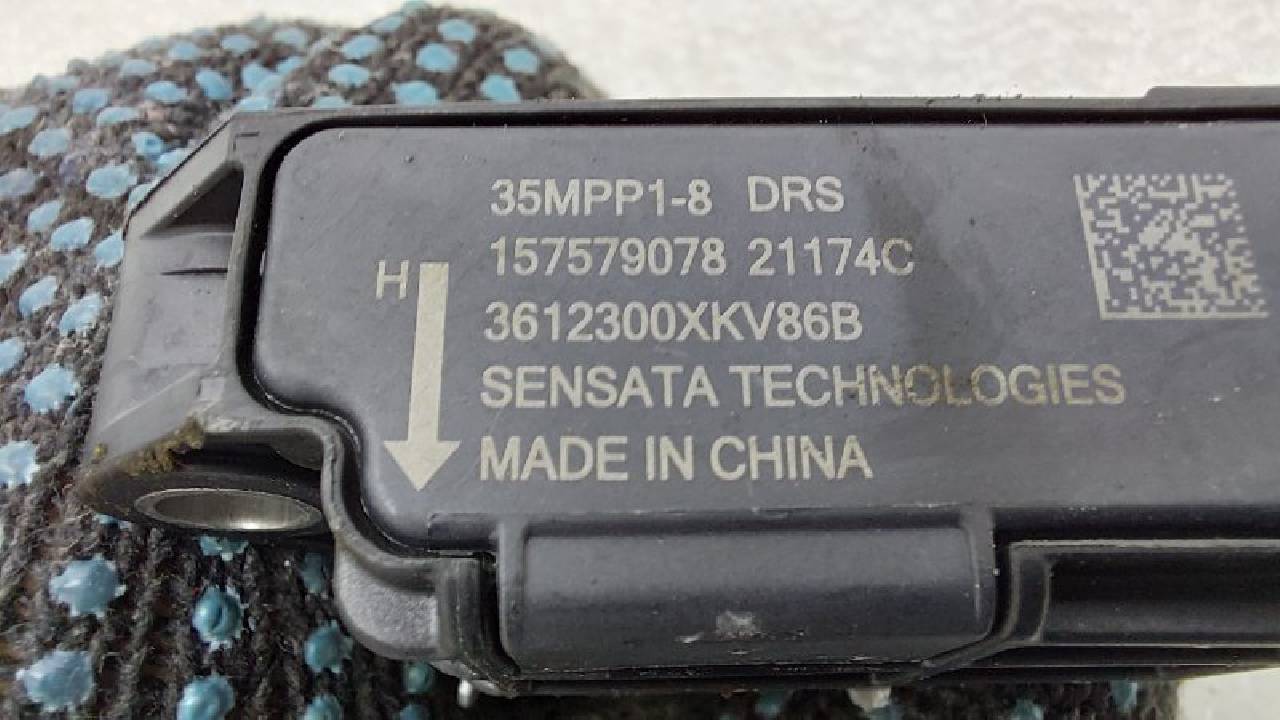 35MPP1-8 DRS
157579078 21174C
H
3612300XKV86B
SENSATA TECHNOLOGIES
MADE IN CHINA